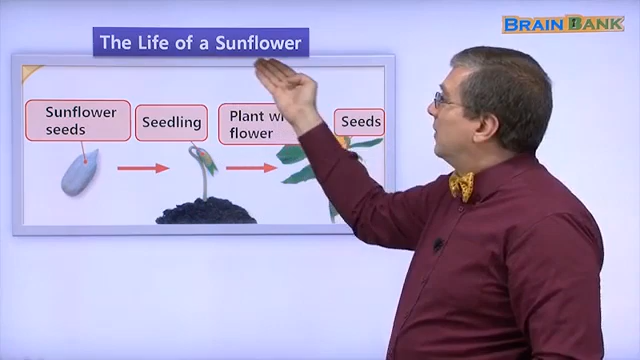 BRAIN BANK
The Life of a Sunflower
Sunflower
seeds
Seedling
Plant w
flower
Seeds